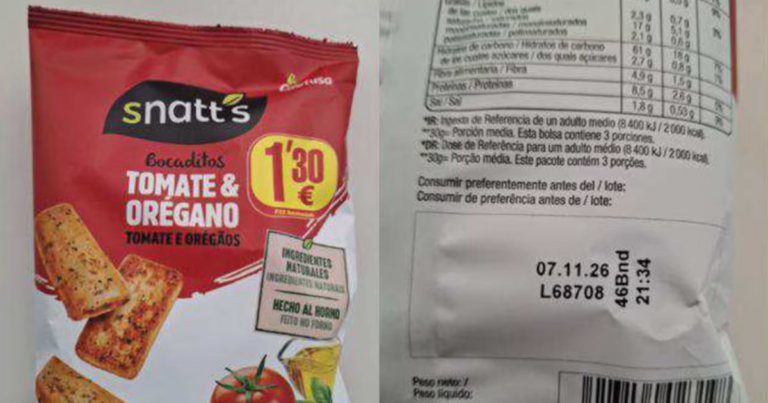 Grefusa
snatt's
Bocaditos
TOMATE &
ORÉGANO
TOMATE E ORÉGÃOS
1'30
€
INGREDIENTES
NATURALES
INGREDIENTES NATURAIS
HECHO AL HORNO
FEITO NO FORNO
2,3 g 0,7 g
17 g 5,1 g
2,1 g 0,6 g
Hidratos de carbono / Hidratos de carbono 61 g 18 g
de los cuales azúcares / dos quais açúcares 2,7 g 0,8 g
Fibra alimentaria / Fibra 4,9 g 1,5 g
Proteínas / Proteínas 8,5 g 2,6 g
Sal / Sal 1,8 g 0,53 g
*IR: Ingesta de Referencia de un adulto medio (8 400 kJ / 2 000 kcal).
**30g= Porción media. Esta bolsa contiene 3 porciones.
*DR: Dose de Referência para um adulto médio (8 400 kJ / 2 000 kcal).
**30g= Porção média. Este pacote contém 3 porções.
Consumir preferentemente antes del / lote:
Consumir de preferência antes de / lote:
07.11.26
L68708
46Bnd
21:34
Peso neto: /
Peso líquido: